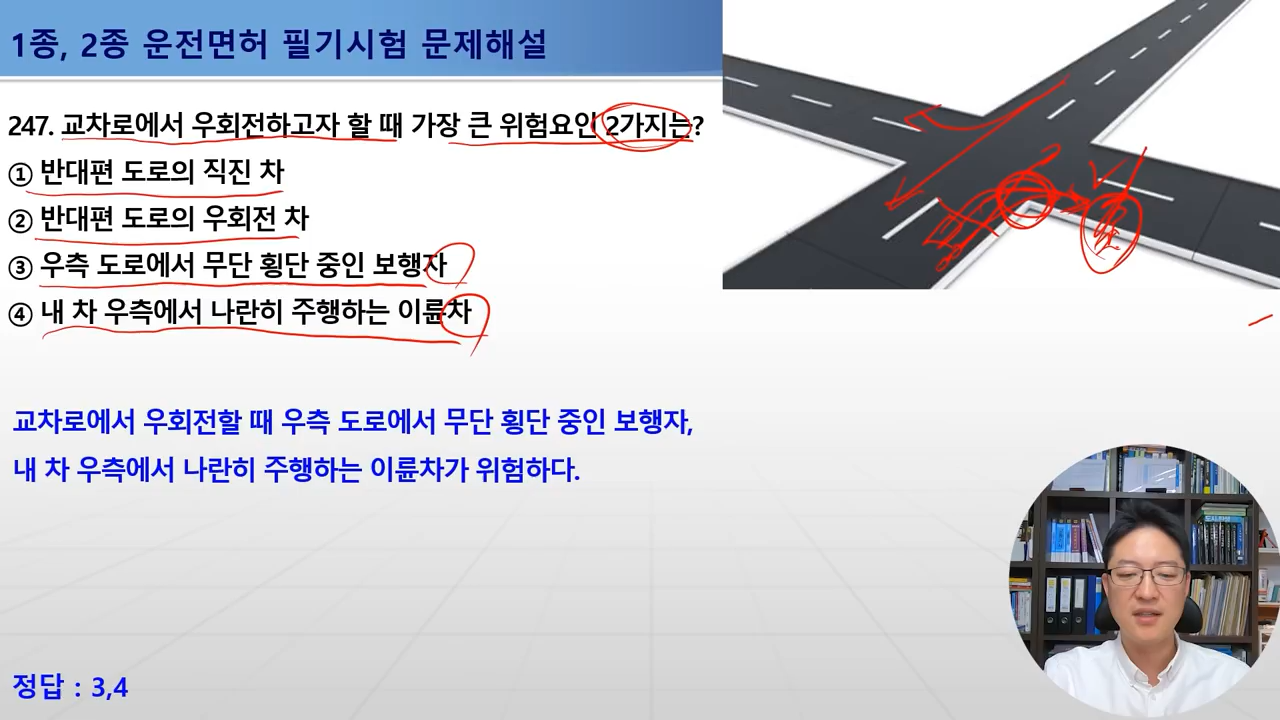 1종, 2종 운전면허 필기시험 문제해설
247. 교차로에서 우회전하고자 할 때 가장 큰 위험요인 2가지는?
① 반대편 도로의 직진 차
② 반대편 도로의 우회전 차
③ 우측 도로에서 무단 횡단 중인 보행자
④ 내 차 우측에서 나란히 주행하는 이륜차
교차로에서 우회전할 때 우측 도로에서 무단 횡단 중인 보행자,
내 차 우측에서 나란히 주행하는 이륜차가 위험하다.
정답 : 3,4